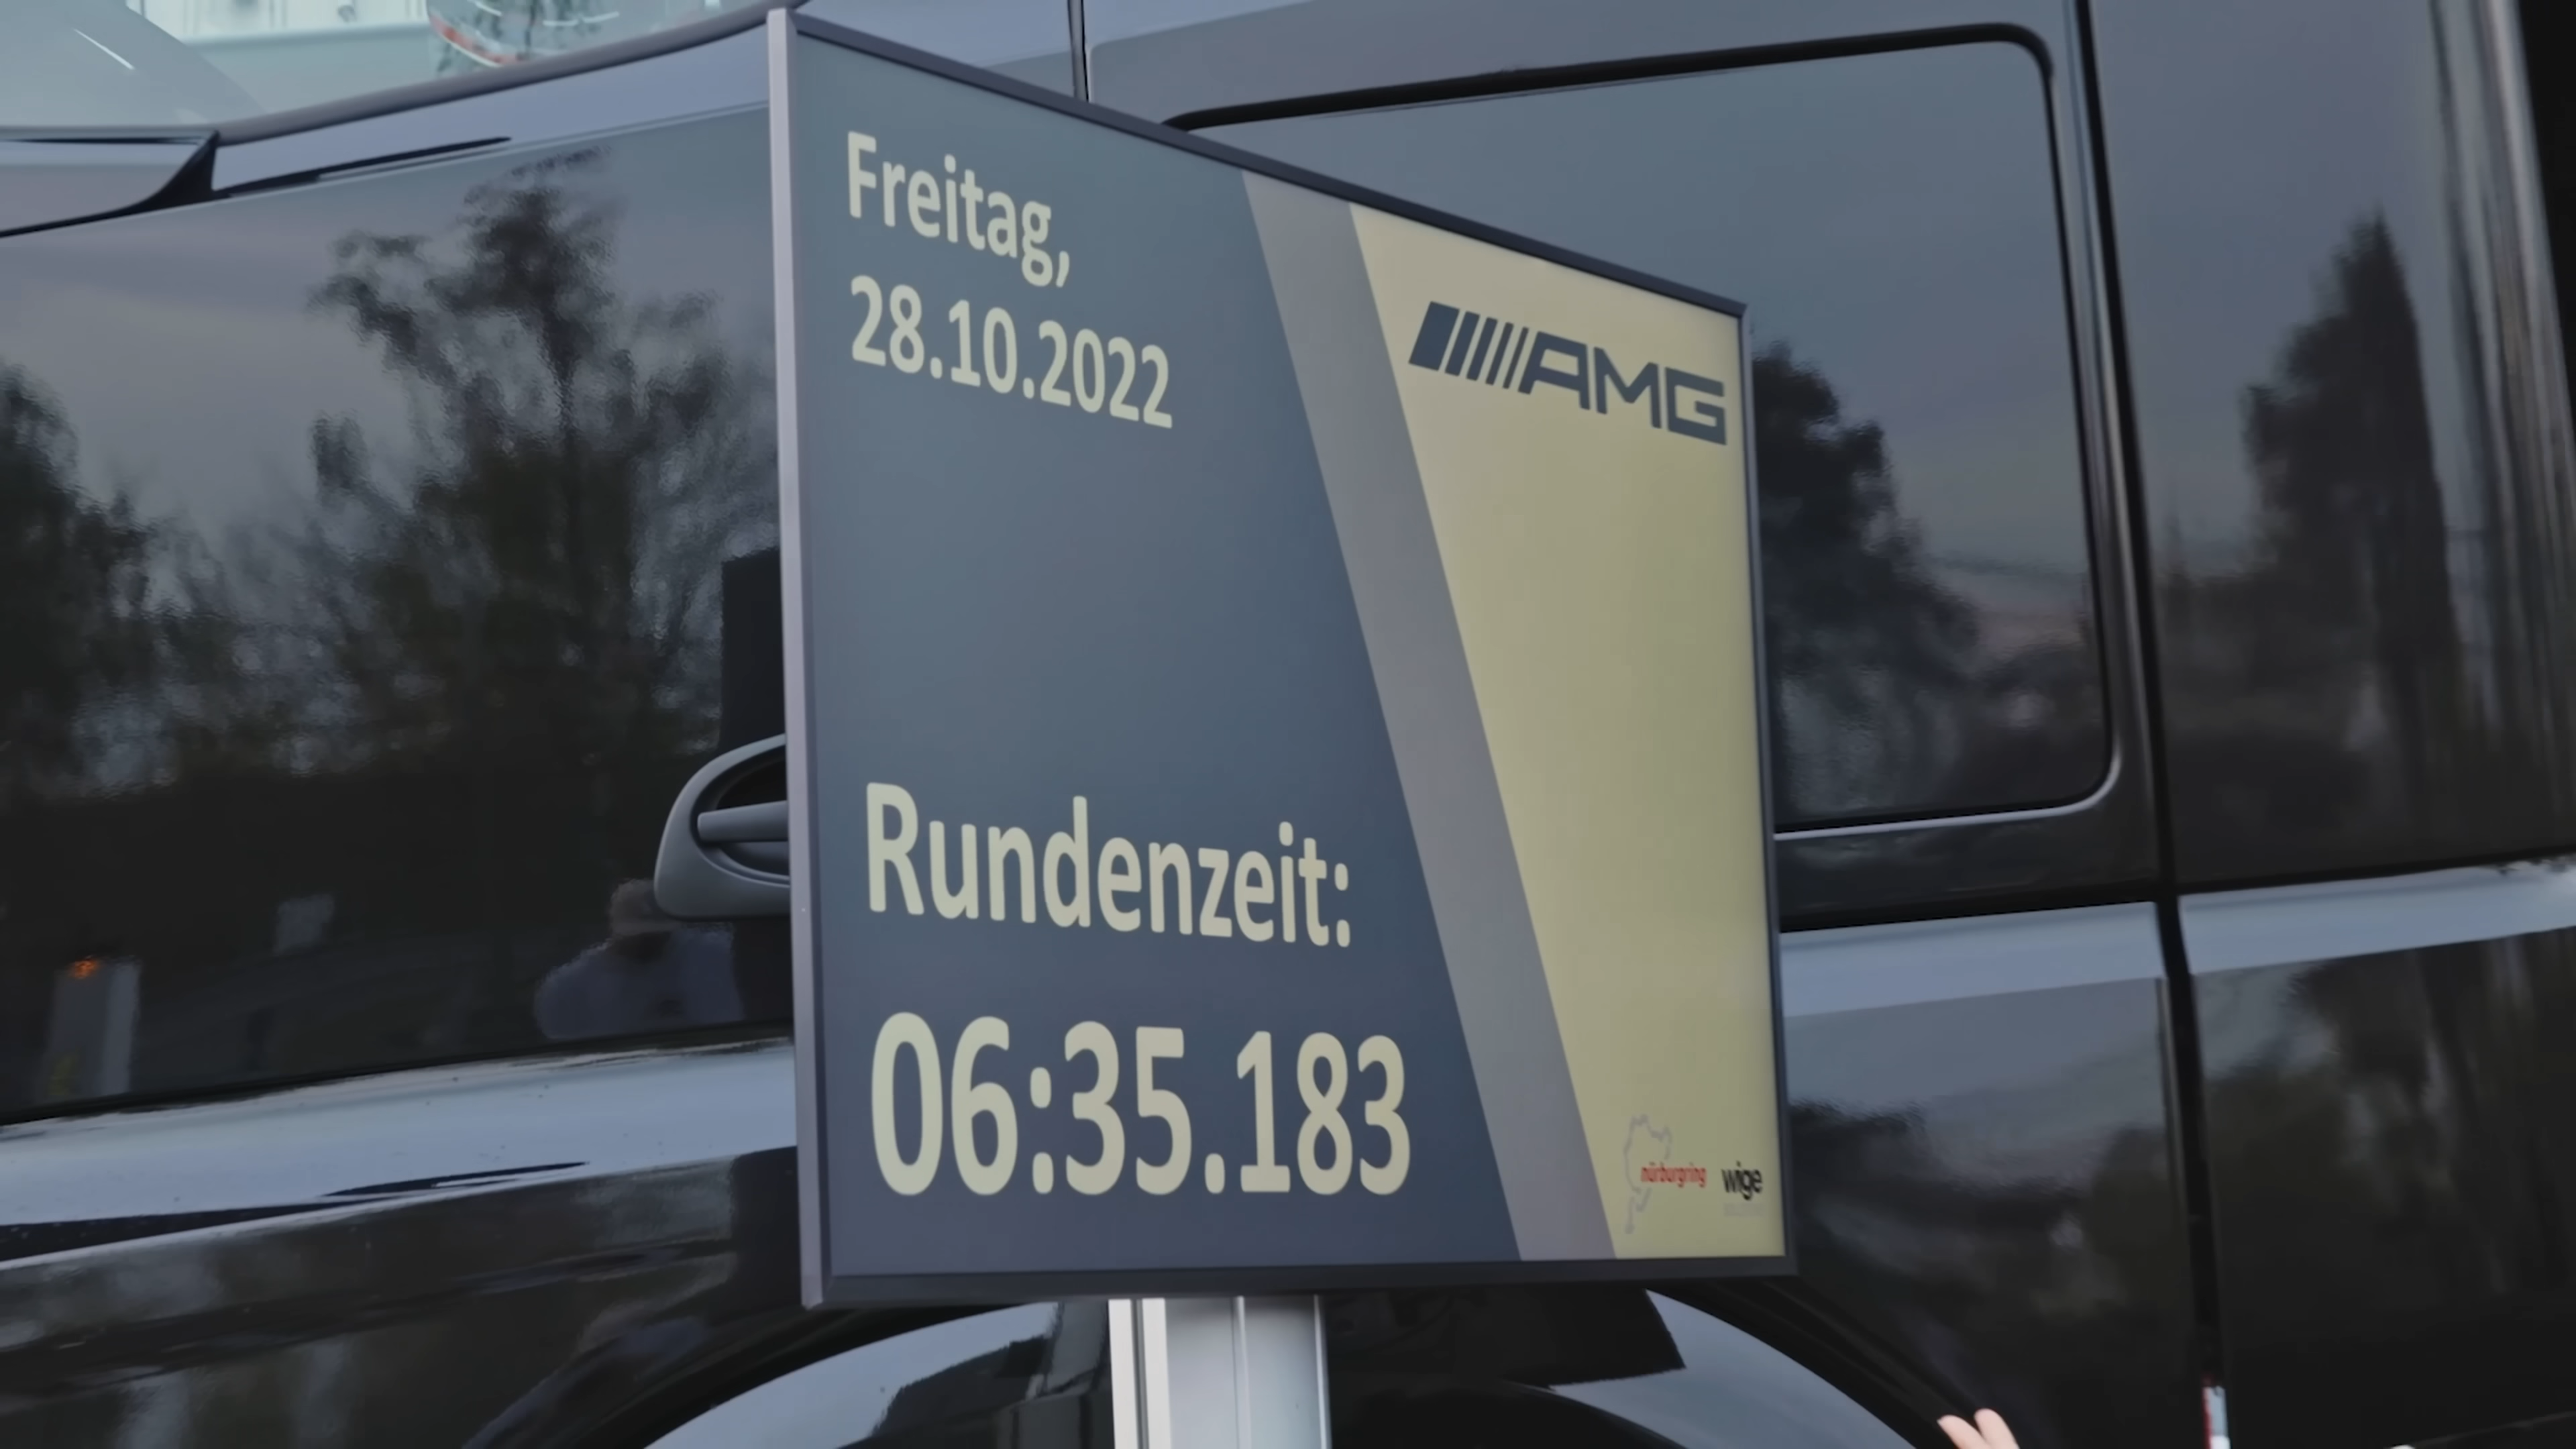 Freitag,
28.10.2022
AMG
Rundenzeit:
06:35.183
nürburgring
wige